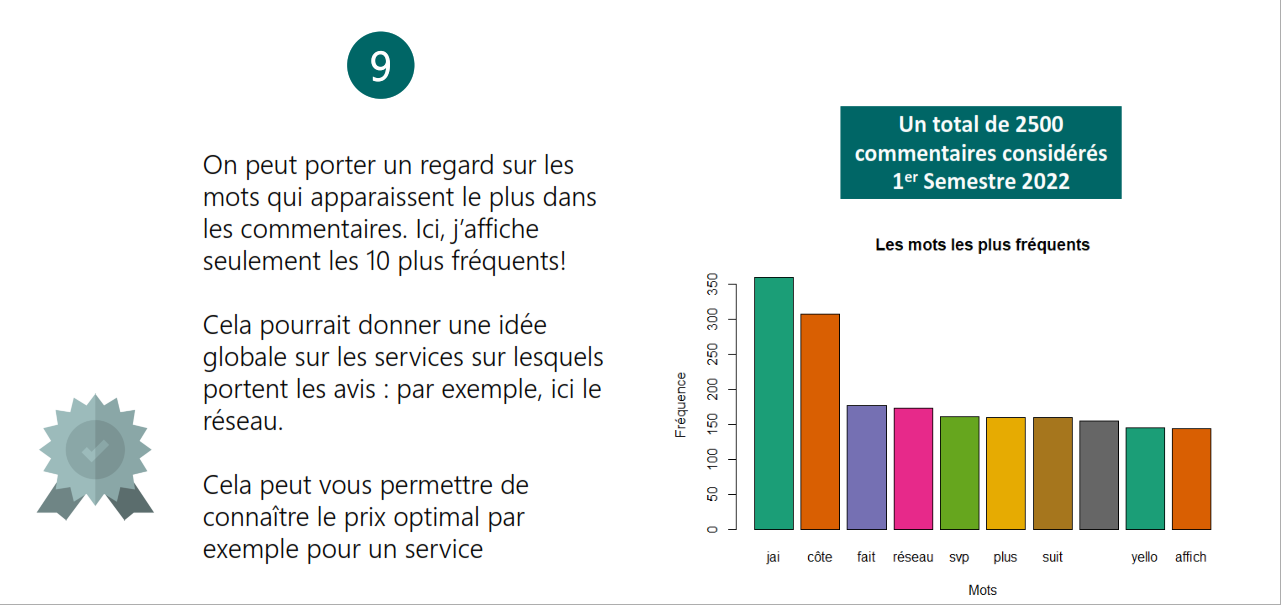 9
On peut porter un regard sur les
mots qui apparaissent le plus dans
les commentaires. Ici, j’affiche
seulement les 10 plus fréquents!
Cela pourrait donner une idée
globale sur les services sur lesquels
portent les avis : par exemple, ici le
réseau.
Cela peut vous permettre de
connaître le prix optimal par
exemple pour un service
Un total de 2500
commentaires considérés
1er Semestre 2022
Les mots les plus fréquents
Fréquence
350
300
250
200
150
100
50
0
jai côte fait réseau svp plus suit yello affich
Mots